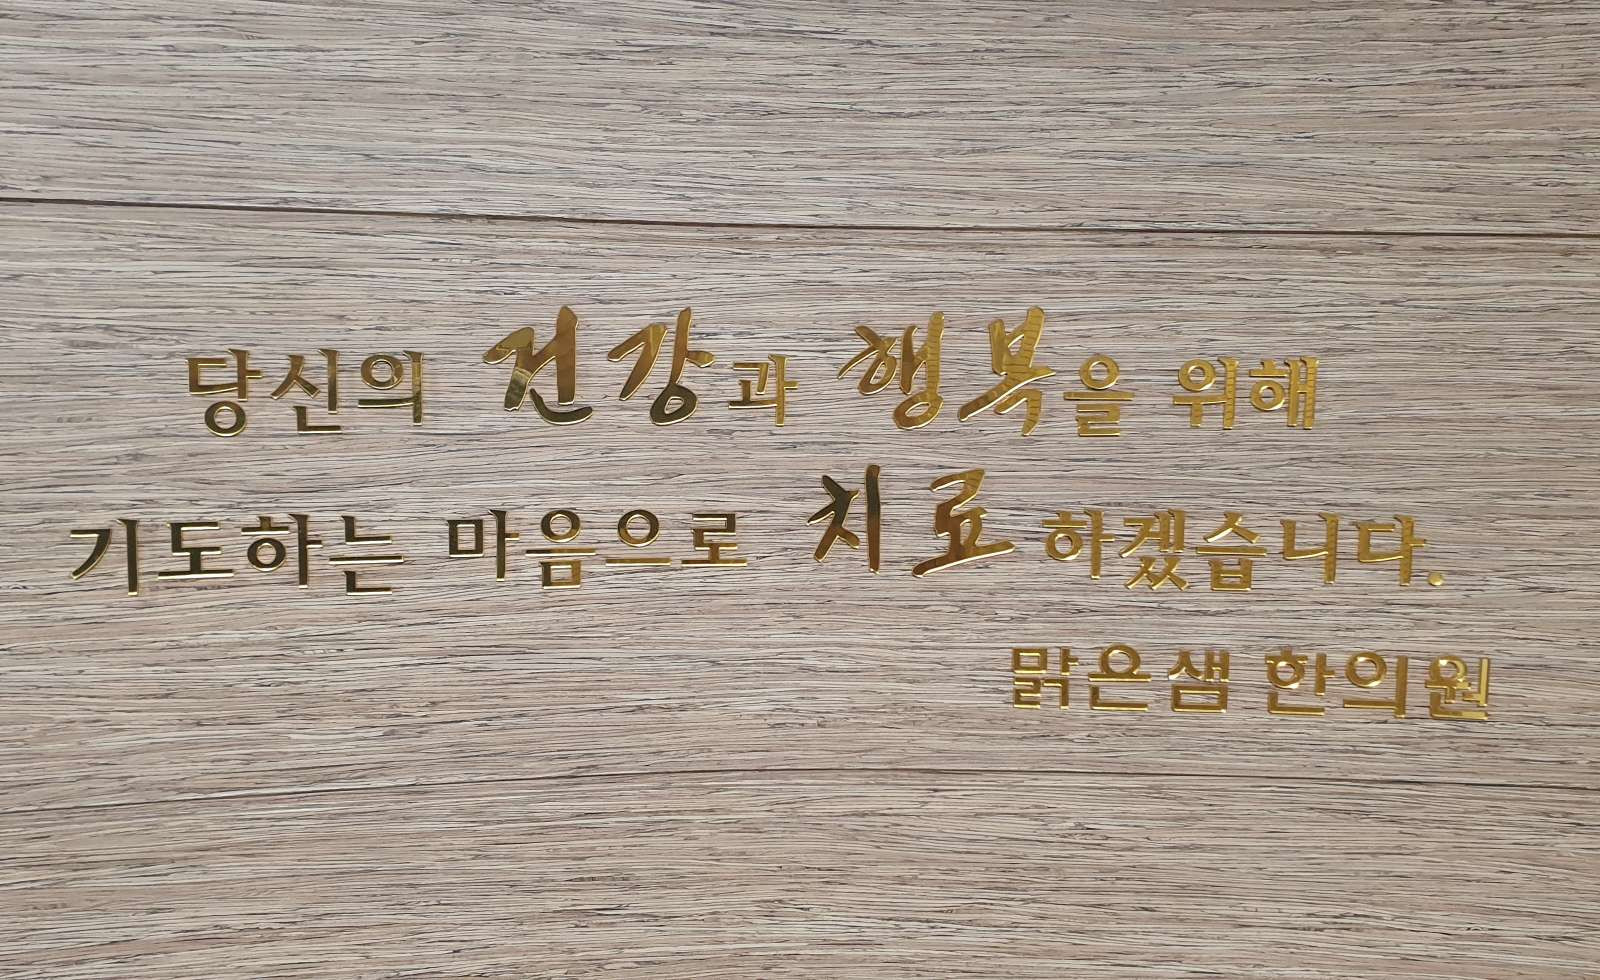 당신의 건강과 행복을 위해
기도하는 마음으로 치료하겠습니다.
맑은샘 한의원